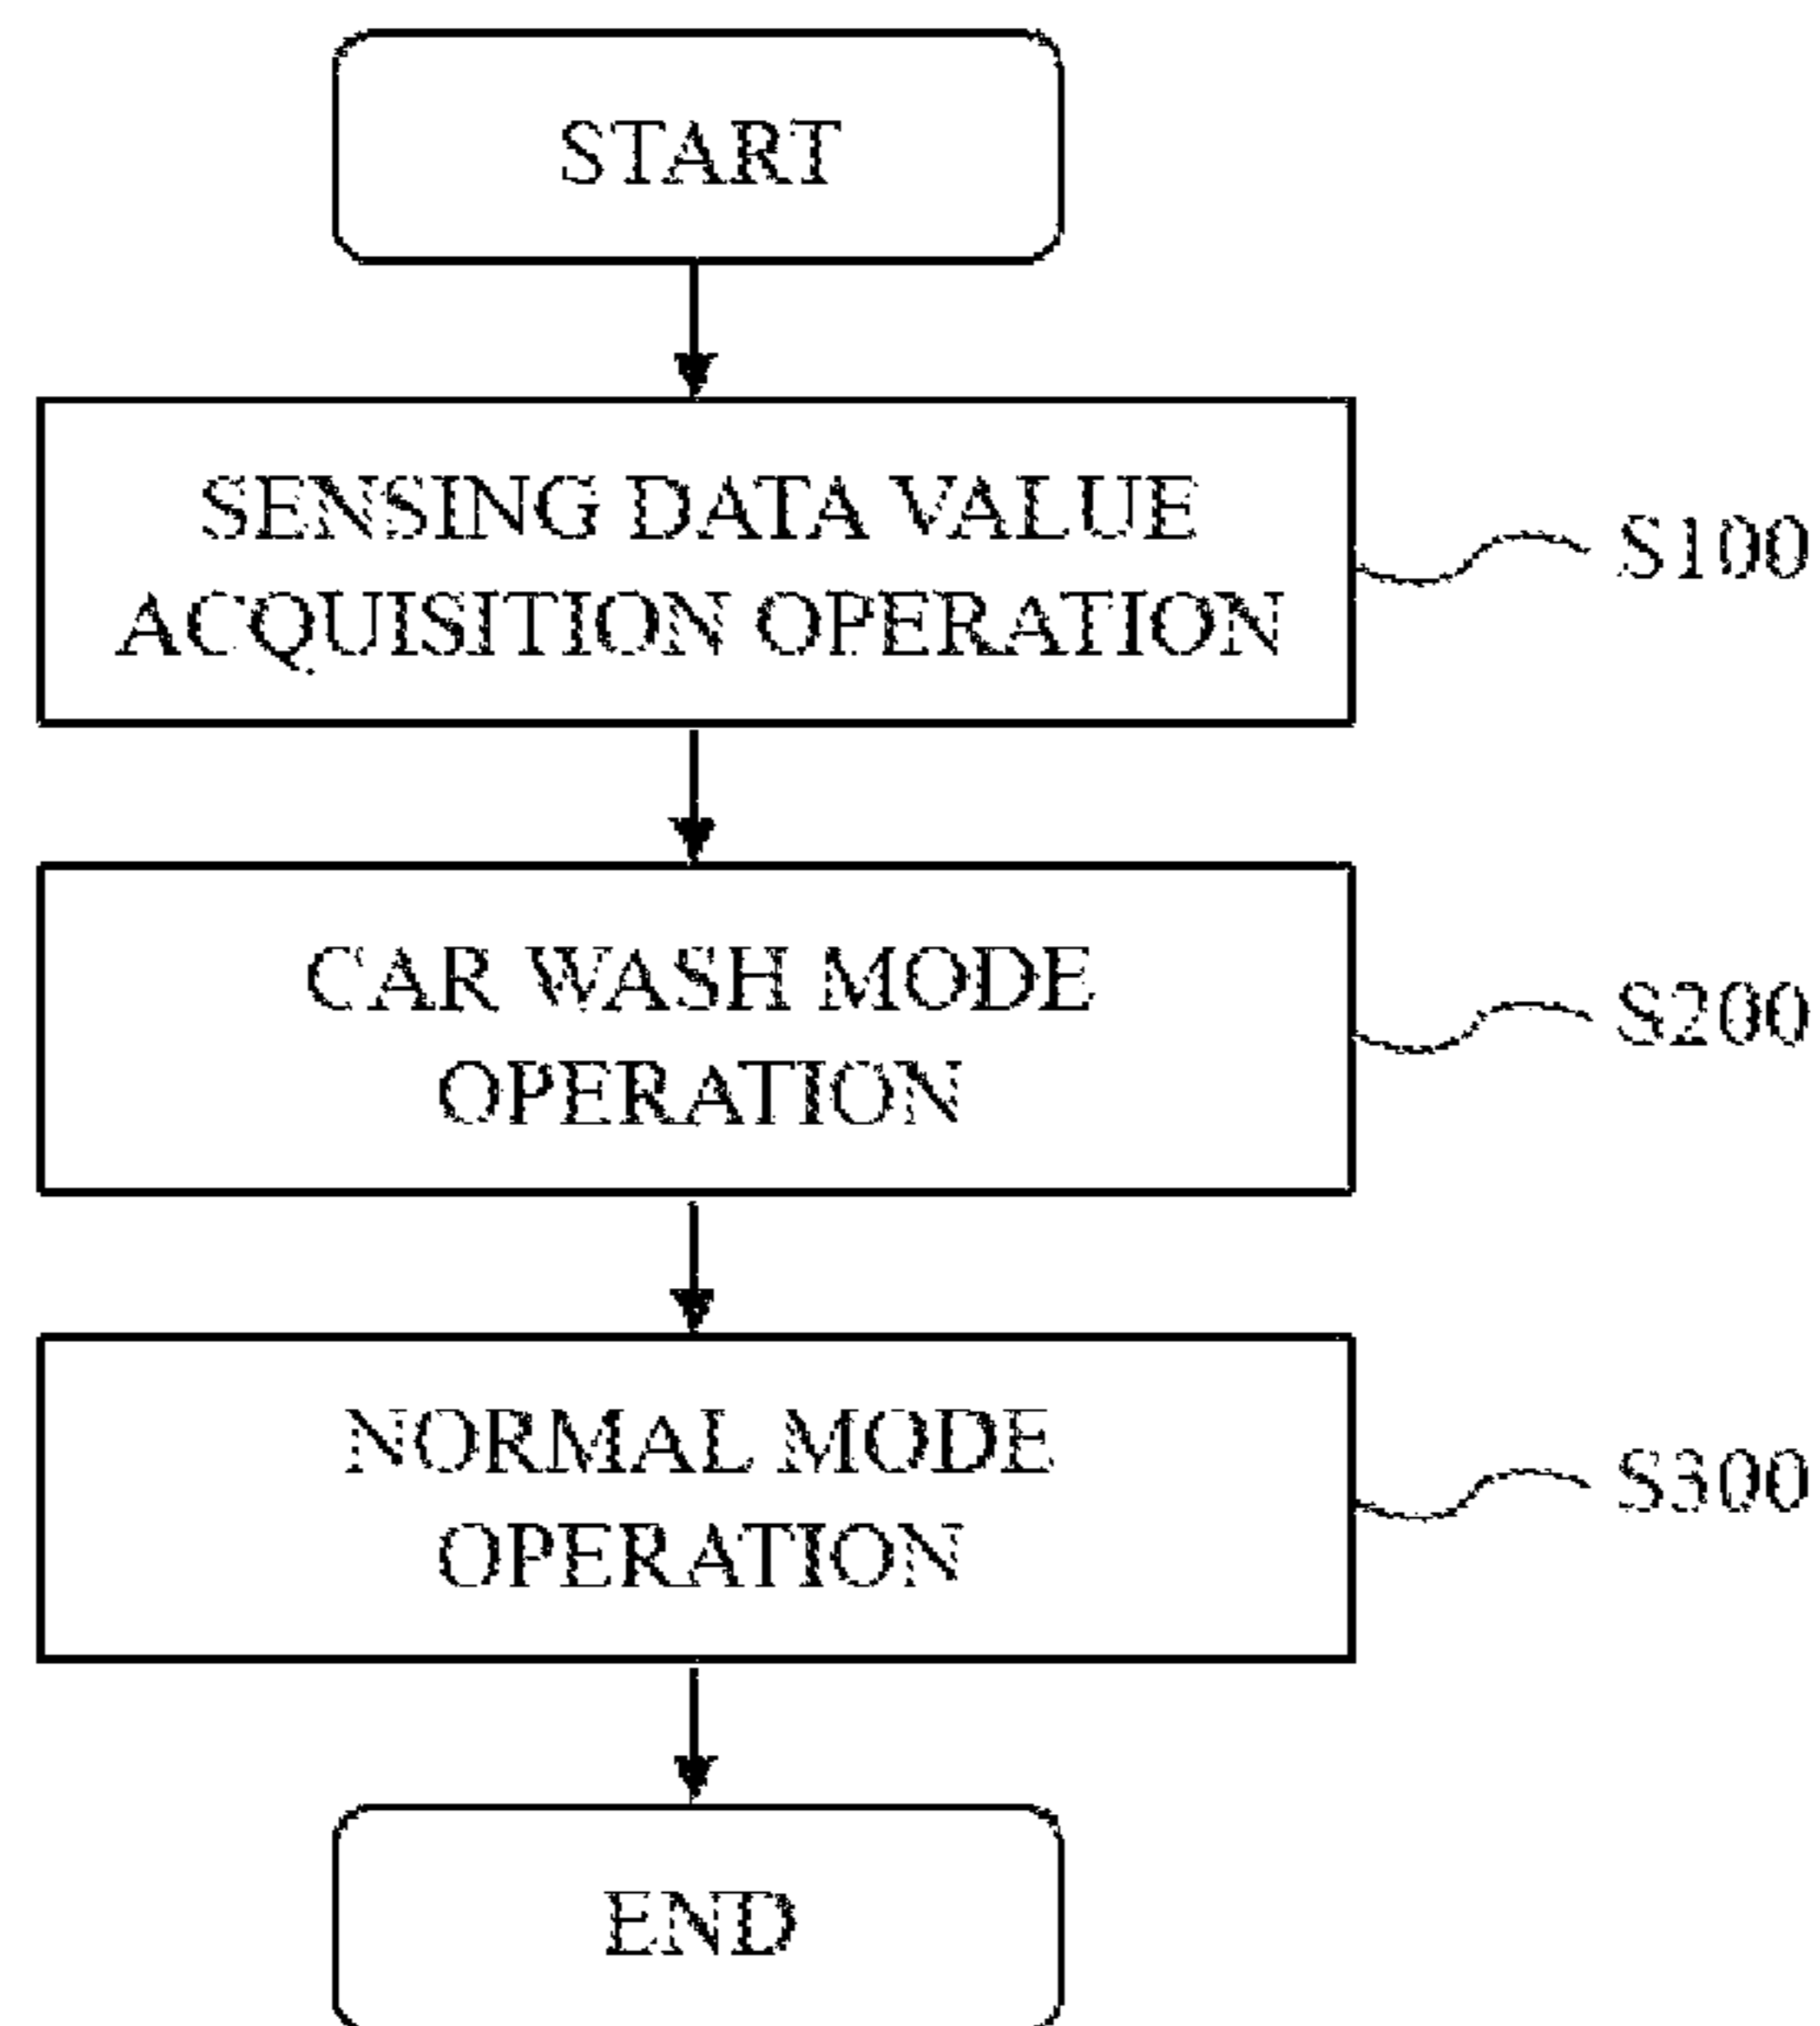 START
SENSING DATA VALUE
ACQUISITION OPERATION
S100
CAR WASH MODE
OPERATION
S200
NORMAL MODE
OPERATION
S300
END